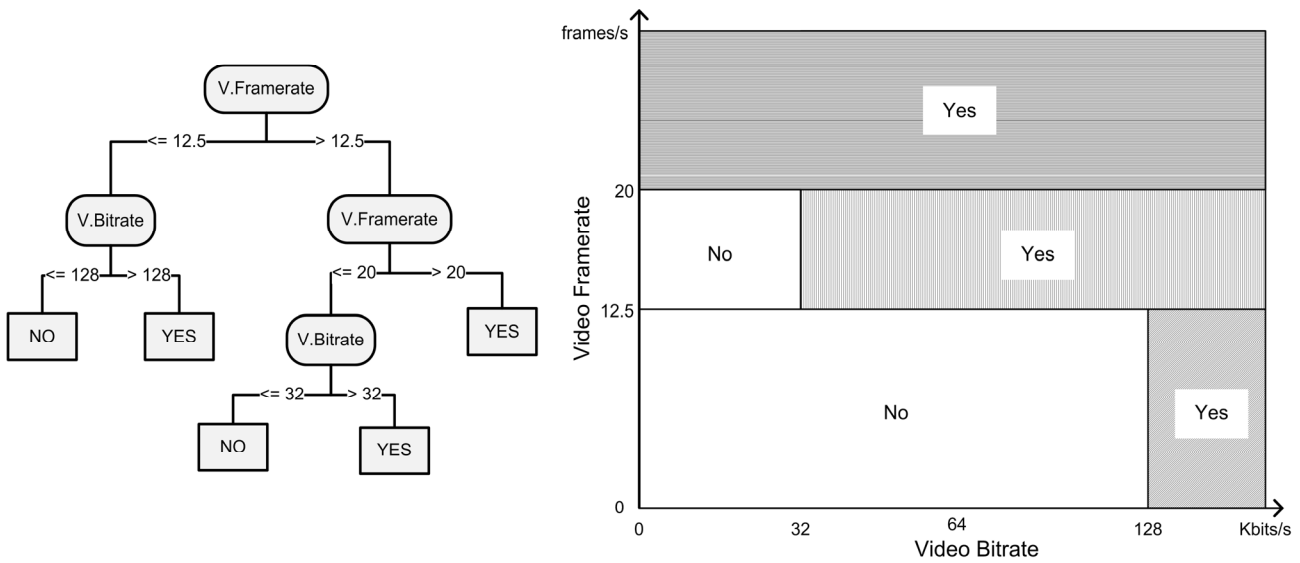 V.Framerate
<= 12.5
> 12.5
V.Bitrate
V.Framerate
<= 128
> 128
<= 20
> 20
NO
YES
V.Bitrate
YES
<= 32
> 32
NO
YES
frames/s
Yes
20
No
Yes
12.5
No
Yes
0
Video Framerate
0
32
64
128
Kbits/s
Video Bitrate